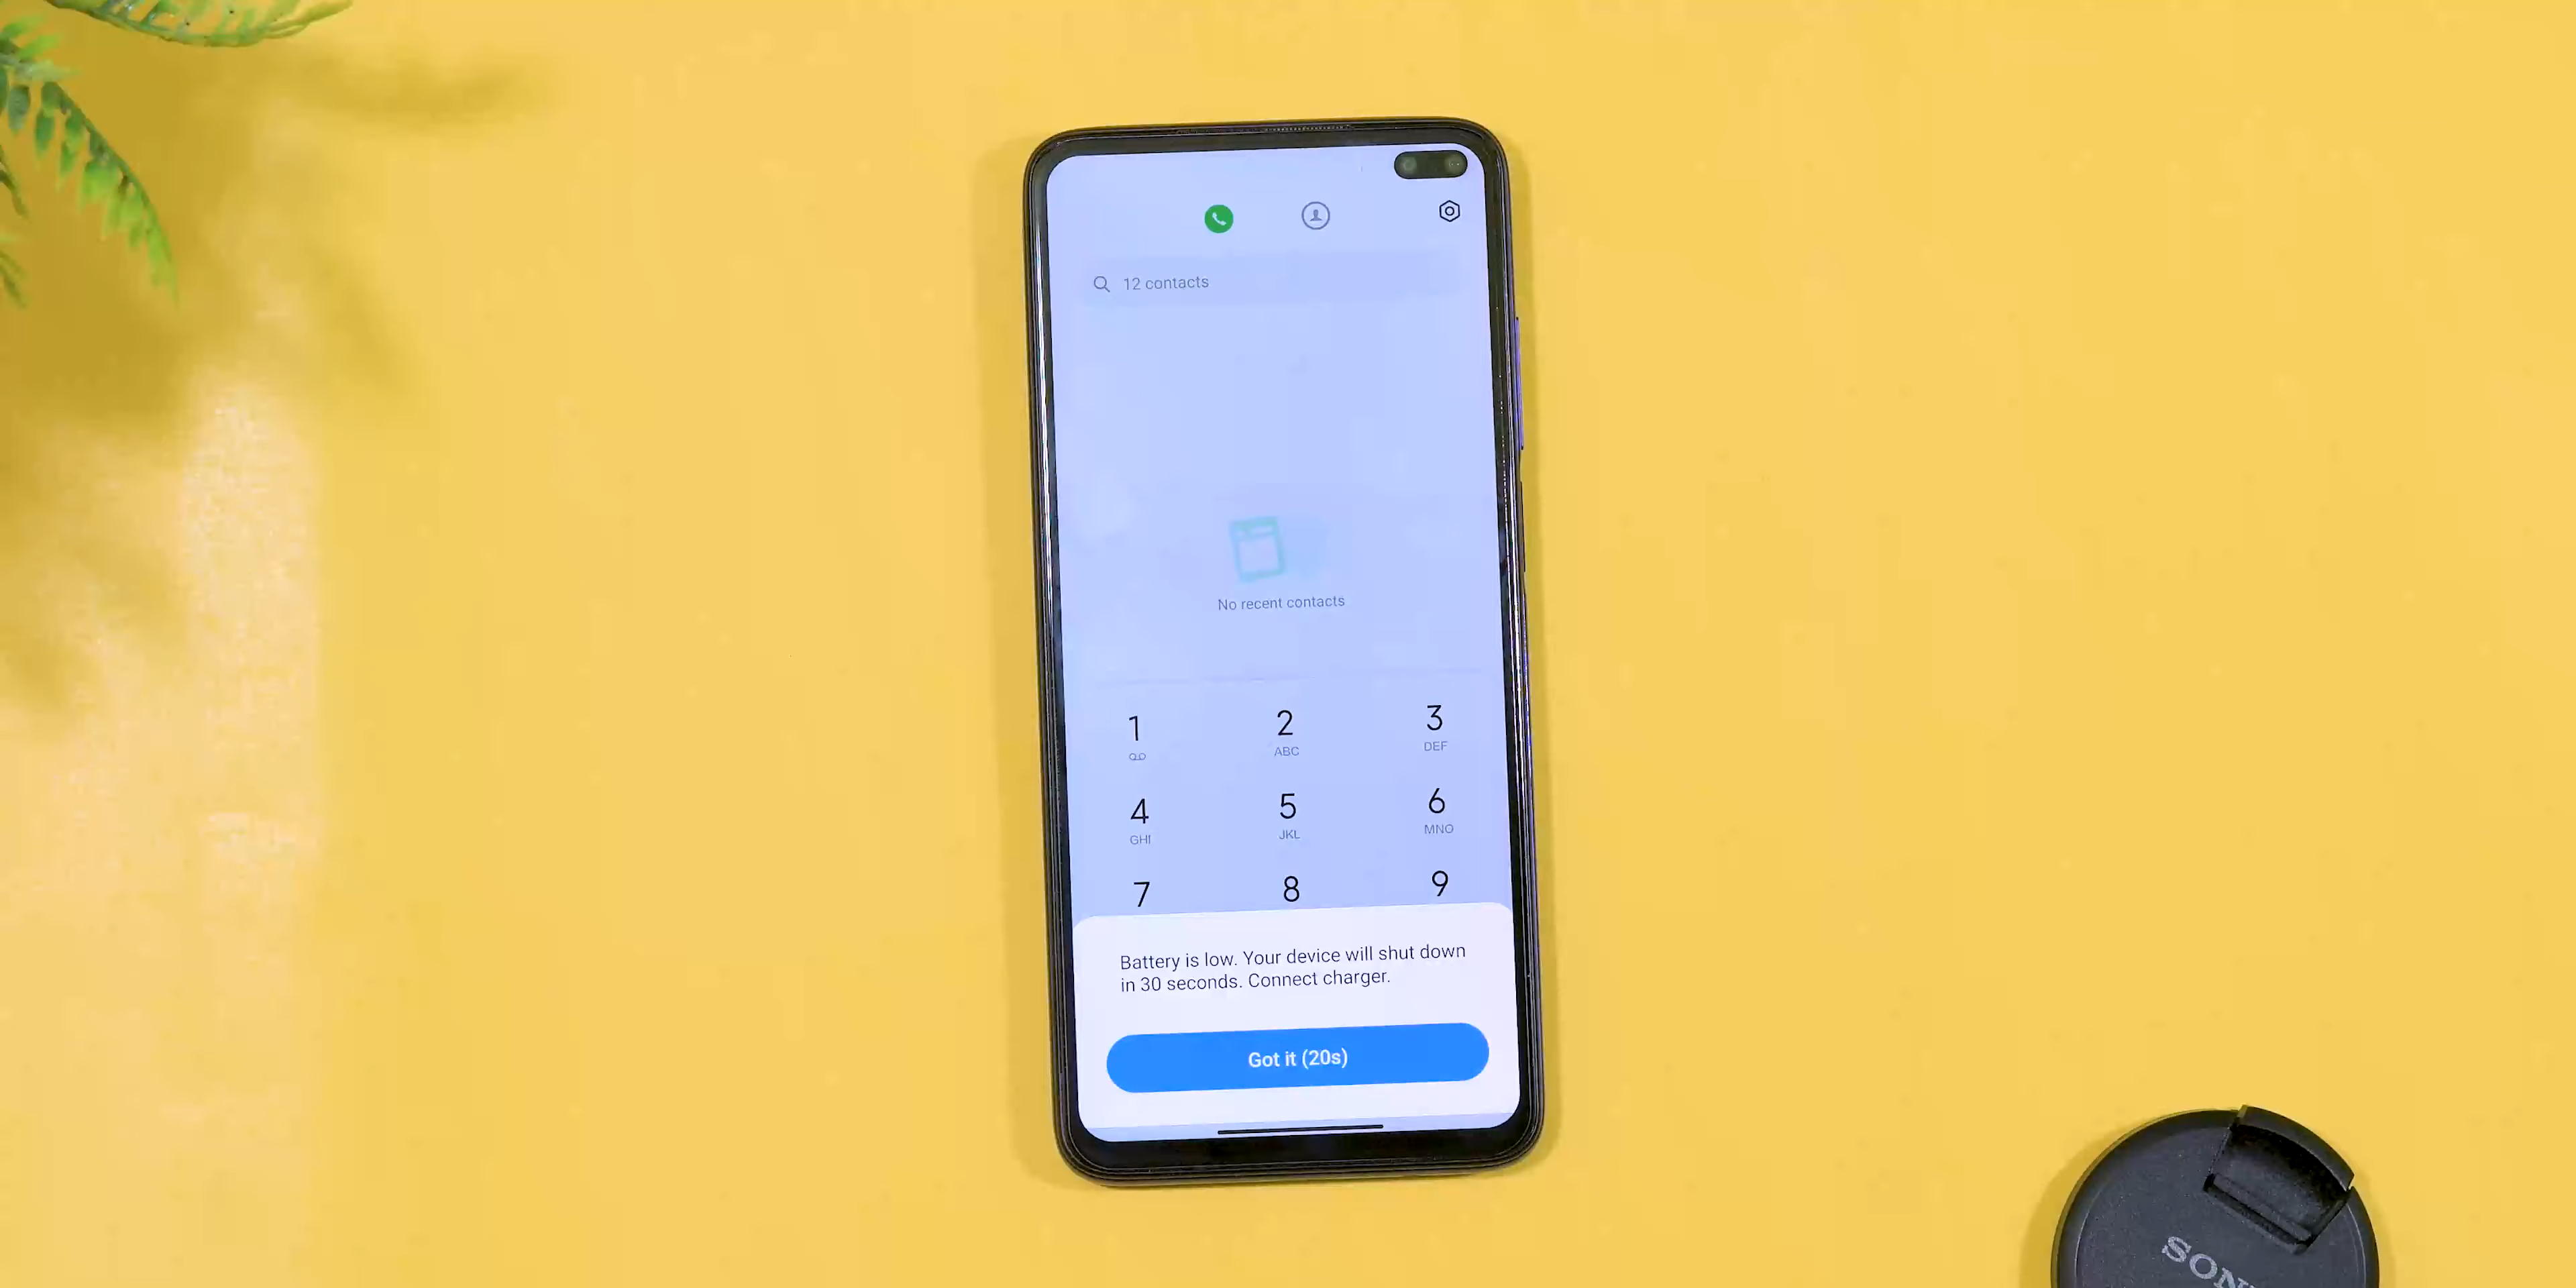 12 contacts
No recent contacts
1 2 3
ABC DEF
4 5 6
GHI JKL MNO
7 8 9
Battery is low. Your device will shut down
in 30 seconds. Connect charger.
Got it (20s)
SON